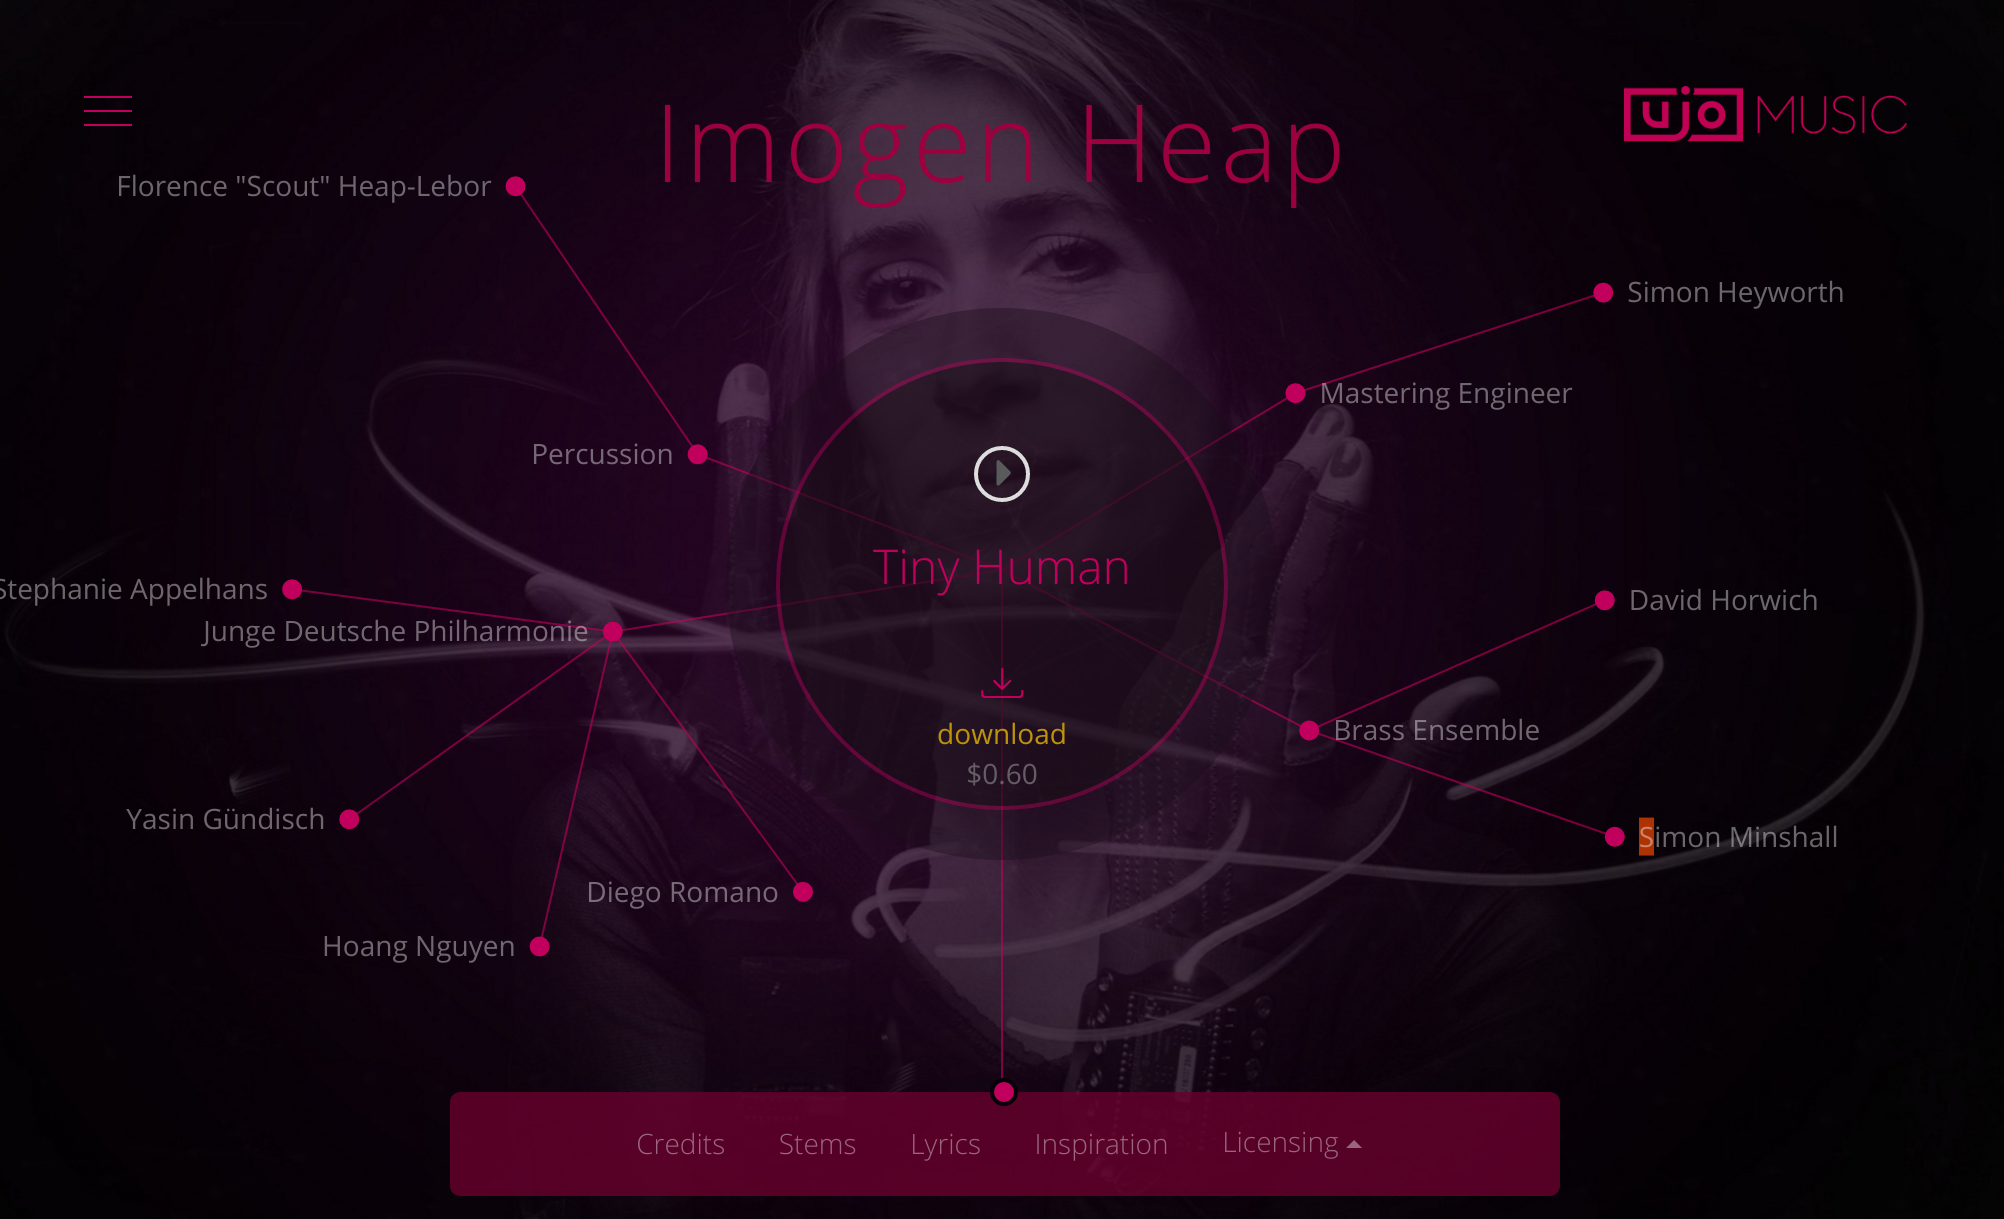 Imogen Heap
ujo MUSIC
Florence "Scout" Heap-Lebor
Simon Heyworth
Mastering Engineer
Percussion
Tiny Human
Stephanie Appelhans
David Horwich
Junge Deutsche Philharmonie
download
Brass Ensemble
$0.60
Yasin Gündisch
Simon Minshall
Diego Romano
Hoang Nguyen
Credits Stems Lyrics Inspiration Licensing